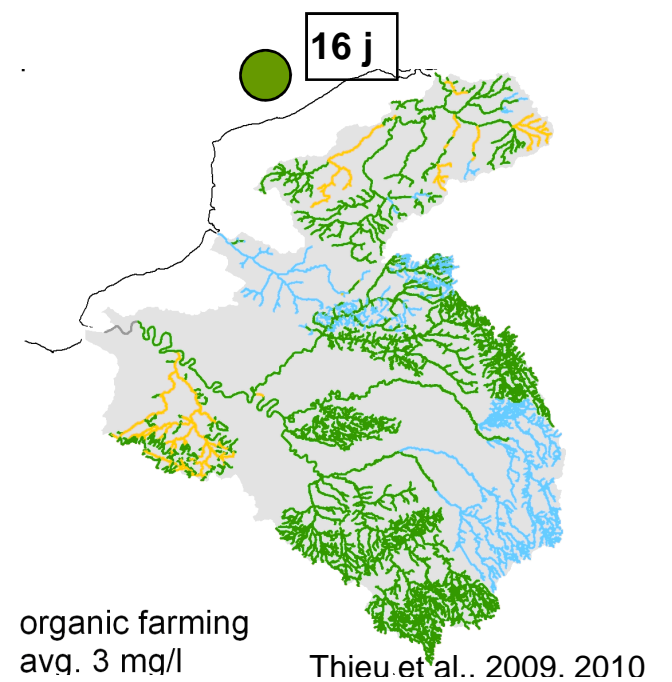 16 j
organic farming
avg. 3 mg/l
Thieu et al., 2009, 2010